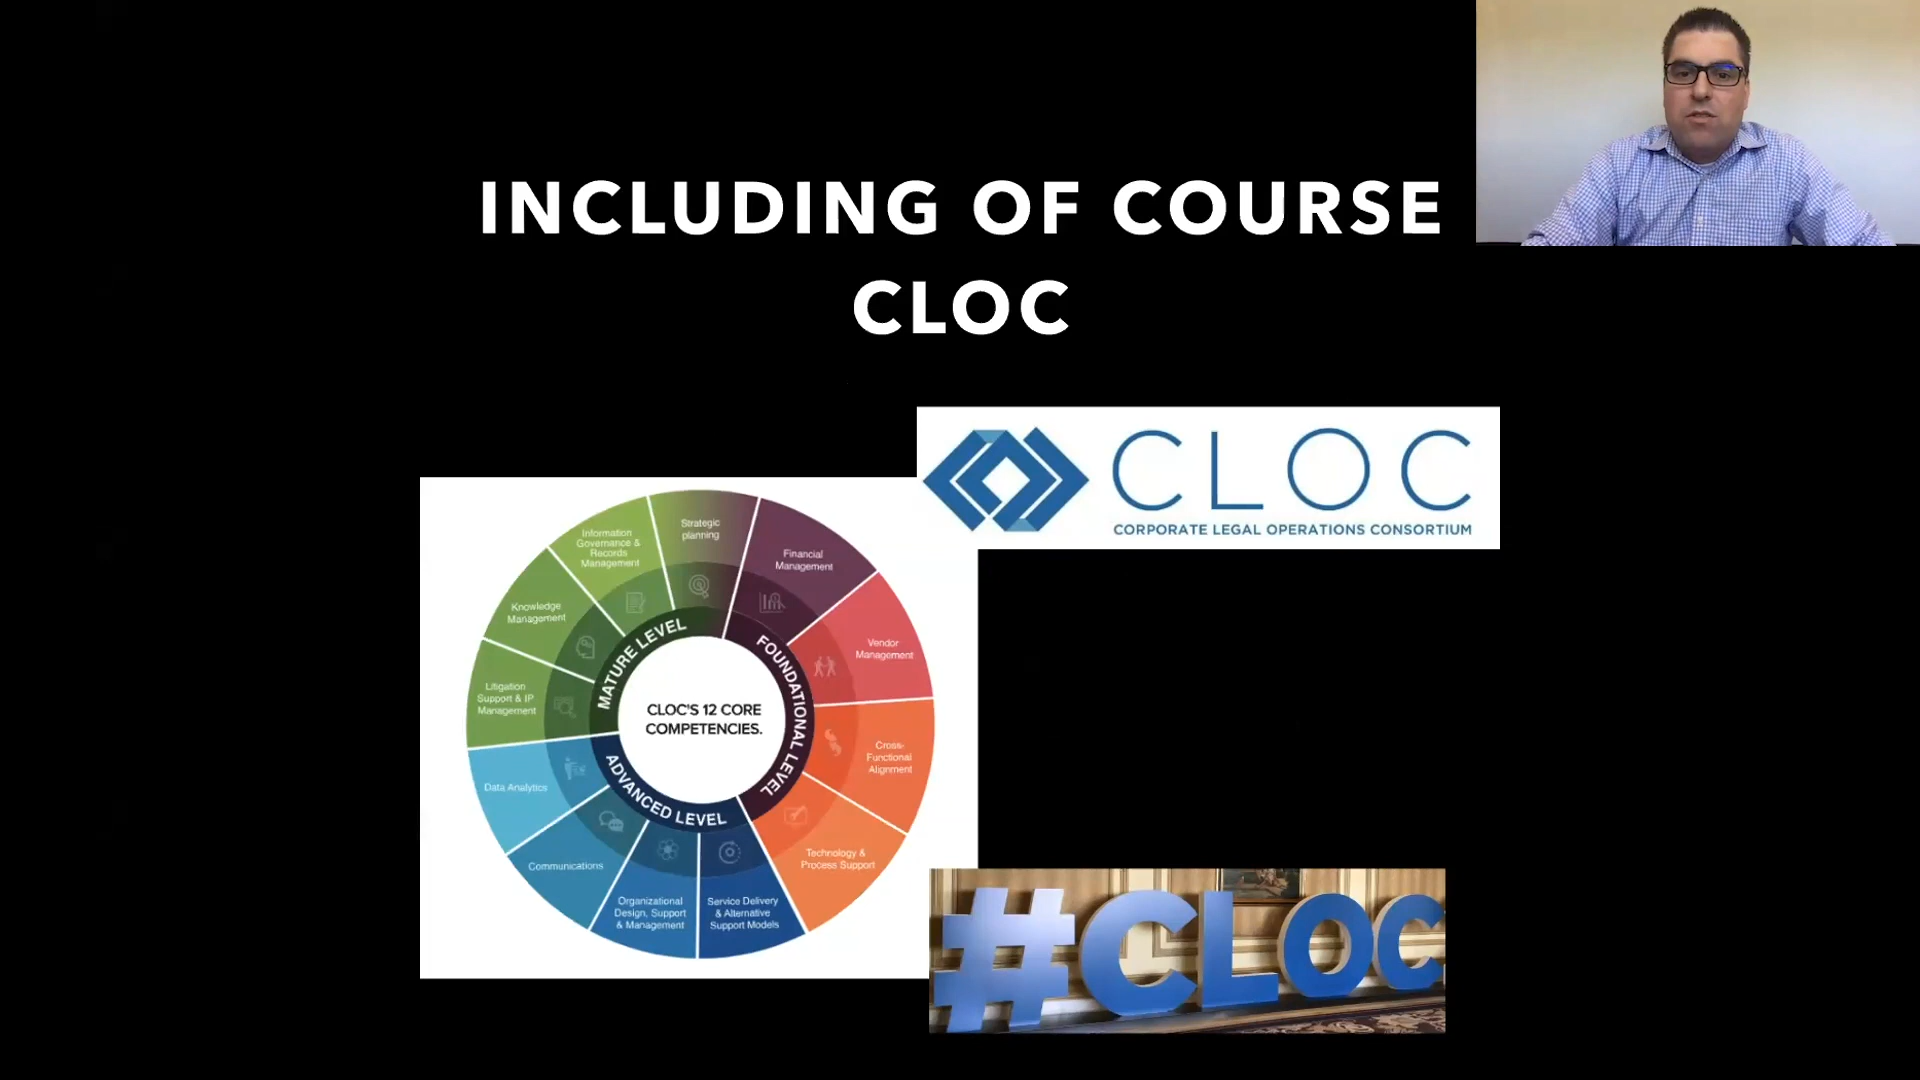 INCLUDING OF COURSE
CLOC
CLOC
CORPORATE LEGAL OPERATIONS CONSORTIUM
Strategic
planning
Financial
Management
Vendor
Management
Cross-
Functional
Alignment
Technology &
Process Support
Service Delivery
& Alternative
Support Models
Organizational
Design, Support
& Management
Communications
Data Analytics
Litigation
Support & IP
Management
Knowledge
Management
Information
Governance &
Records
Management
MATURE LEVEL
FOUNDATIONAL LEVEL
ADVANCED LEVEL
CLOC'S 12 CORE
COMPETENCIES.
#CLOC